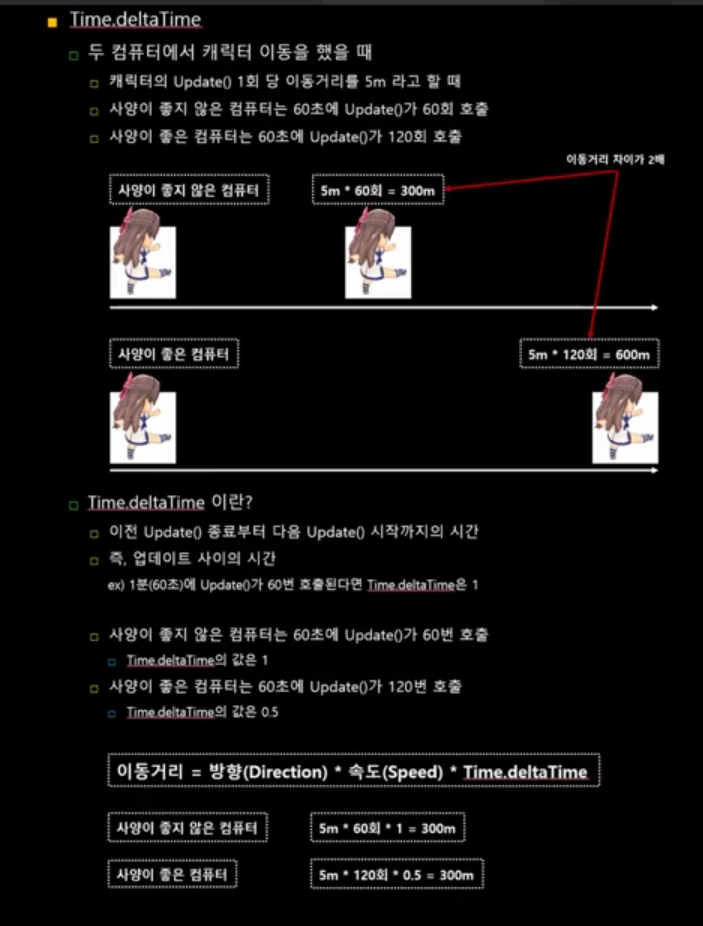 Time.deltaTime
두 컴퓨터에서 캐릭터 이동을 했을 때
캐릭터의 Update() 1회 당 이동거리를 5m 라고 할 때
사양이 좋지 않은 컴퓨터는 60초에 Update()가 60회 호출
사양이 좋은 컴퓨터는 60초에 Update()가 120회 호출
이동거리 차이가 2배
사양이 좋지 않은 컴퓨터
5m * 60회 = 300m
사양이 좋은 컴퓨터
5m * 120회 = 600m
Time.deltaTime 이란?
이전 Update() 종료부터 다음 Update() 시작까지의 시간
즉, 업데이트 사이의 시간
ex) 1분(60초)에 Update()가 60번 호출된다면 Time.deltaTime은 1
사양이 좋지 않은 컴퓨터는 60초에 Update()가 60번 호출
Time.deltaTime의 값은 1
사양이 좋은 컴퓨터는 60초에 Update()가 120번 호출
Time.deltaTime의 값은 0.5
이동거리 = 방향(Direction) * 속도(Speed) * Time.deltaTime
사양이 좋지 않은 컴퓨터
5m * 60회 * 1 = 300m
사양이 좋은 컴퓨터
5m * 120회 * 0.5 = 300m